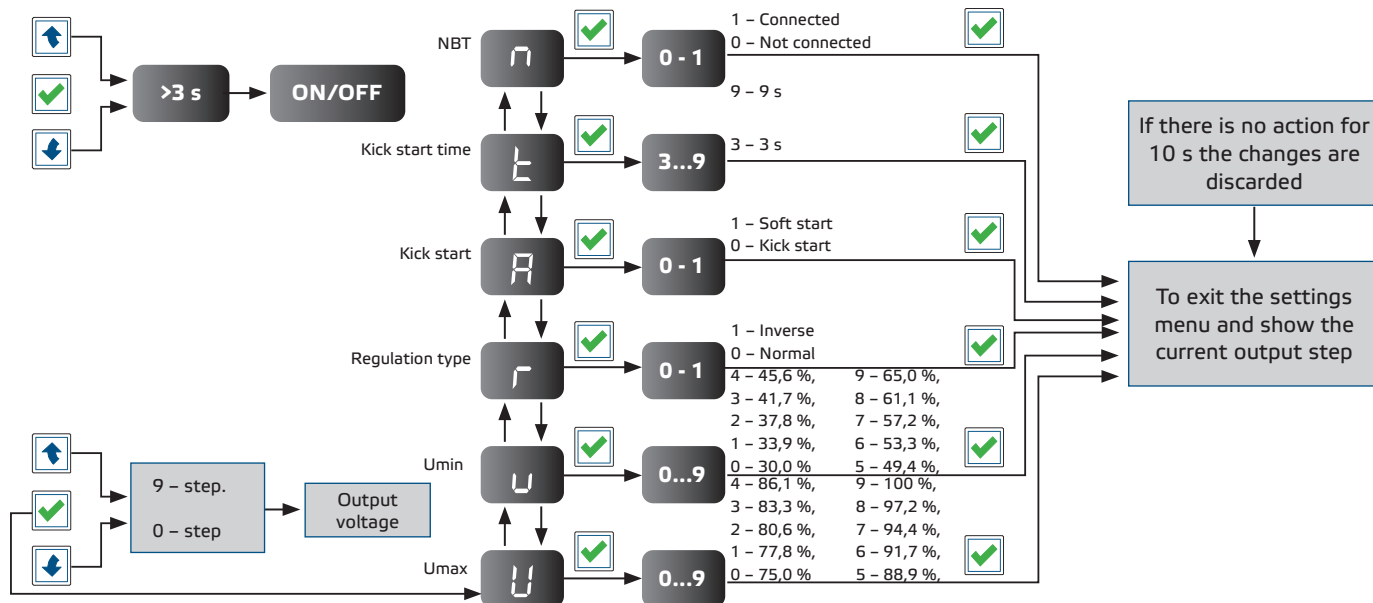 >3 s
ON/OFF
NBT
n
0 - 1
1 – Connected
0 – Not connected
Kick start time
t
3...9
9 – 9 s
3 – 3 s
Kick start
A
0 - 1
1 – Soft start
0 – Kick start
Regulation type
r
0 - 1
1 – Inverse
0 – Normal
Umin
u
0...9
4 – 45,6 %, 9 – 65,0 %,
3 – 41,7 %, 8 – 61,1 %,
2 – 37,8 %, 7 – 57,2 %,
1 – 33,9 %, 6 – 53,3 %,
0 – 30,0 % 5 – 49,4 %,
Umax
U
0...9
4 – 86,1 %, 9 – 100 %,
3 – 83,3 %, 8 – 97,2 %,
2 – 80,6 %, 7 – 94,4 %,
1 – 77,8 %, 6 – 91,7 %,
0 – 75,0 % 5 – 88,9 %,
9 – step.
0 – step
Output
voltage
If there is no action for
10 s the changes are
discarded
To exit the settings
menu and show the
current output step